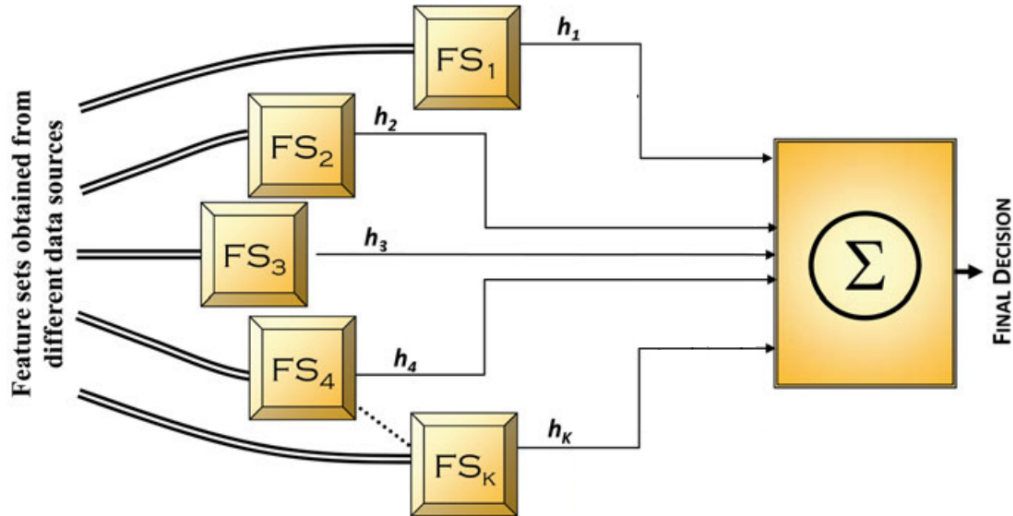 Feature sets obtained from
different data sources
FS1
h1
FS2
h2
FS3
h3
FS4
h4
FSK
hK
Σ
FINAL DECISION